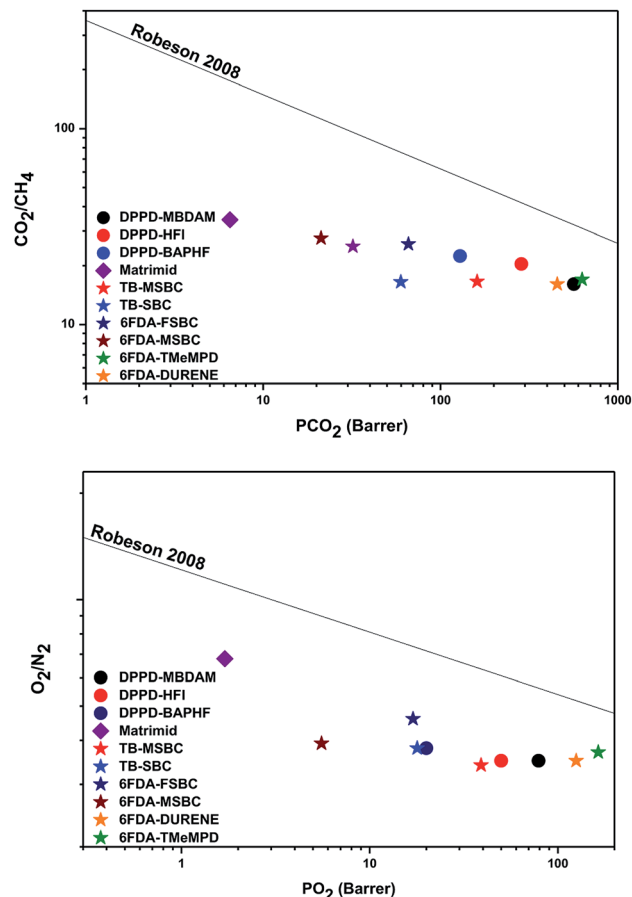 Robeson 2008
100
10
CO2/CH4
DPPD-MBDAM
DPPD-HFI
DPPD-BAPHF
Matrimid
TB-MSBC
TB-SBC
6FDA-FSBC
6FDA-MSBC
6FDA-TMeMPD
6FDA-DURENE
1 10 100 1000
PCO2 (Barrer)
Robeson 2008
O2/N2
DPPD-MBDAM
DPPD-HFI
DPPD-BAPHF
Matrimid
TB-MSBC
TB-SBC
6FDA-FSBC
6FDA-MSBC
6FDA-DURENE
6FDA-TMeMPD
1 10 100
PO2 (Barrer)